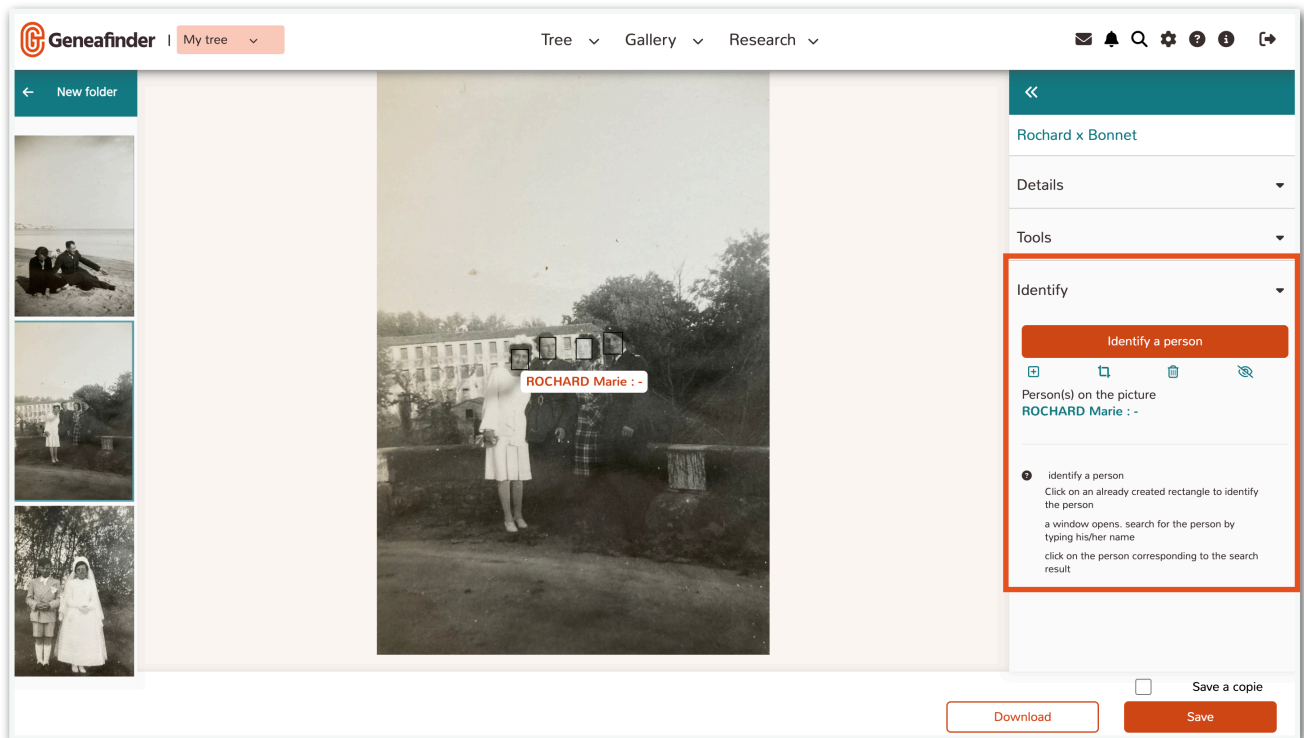 Geneafinder | My tree
Tree Gallery Research
New folder
Rochard x Bonnet
Details
Tools
Identify
Identify a person
Person(s) on the picture
ROCHARD Marie : -
ROCHARD Marie : -
identify a person
Click on an already created rectangle to identify
the person
a window opens. search for the person by
typing his/her name
click on the person corresponding to the search
result
Save a copie
Download
Save